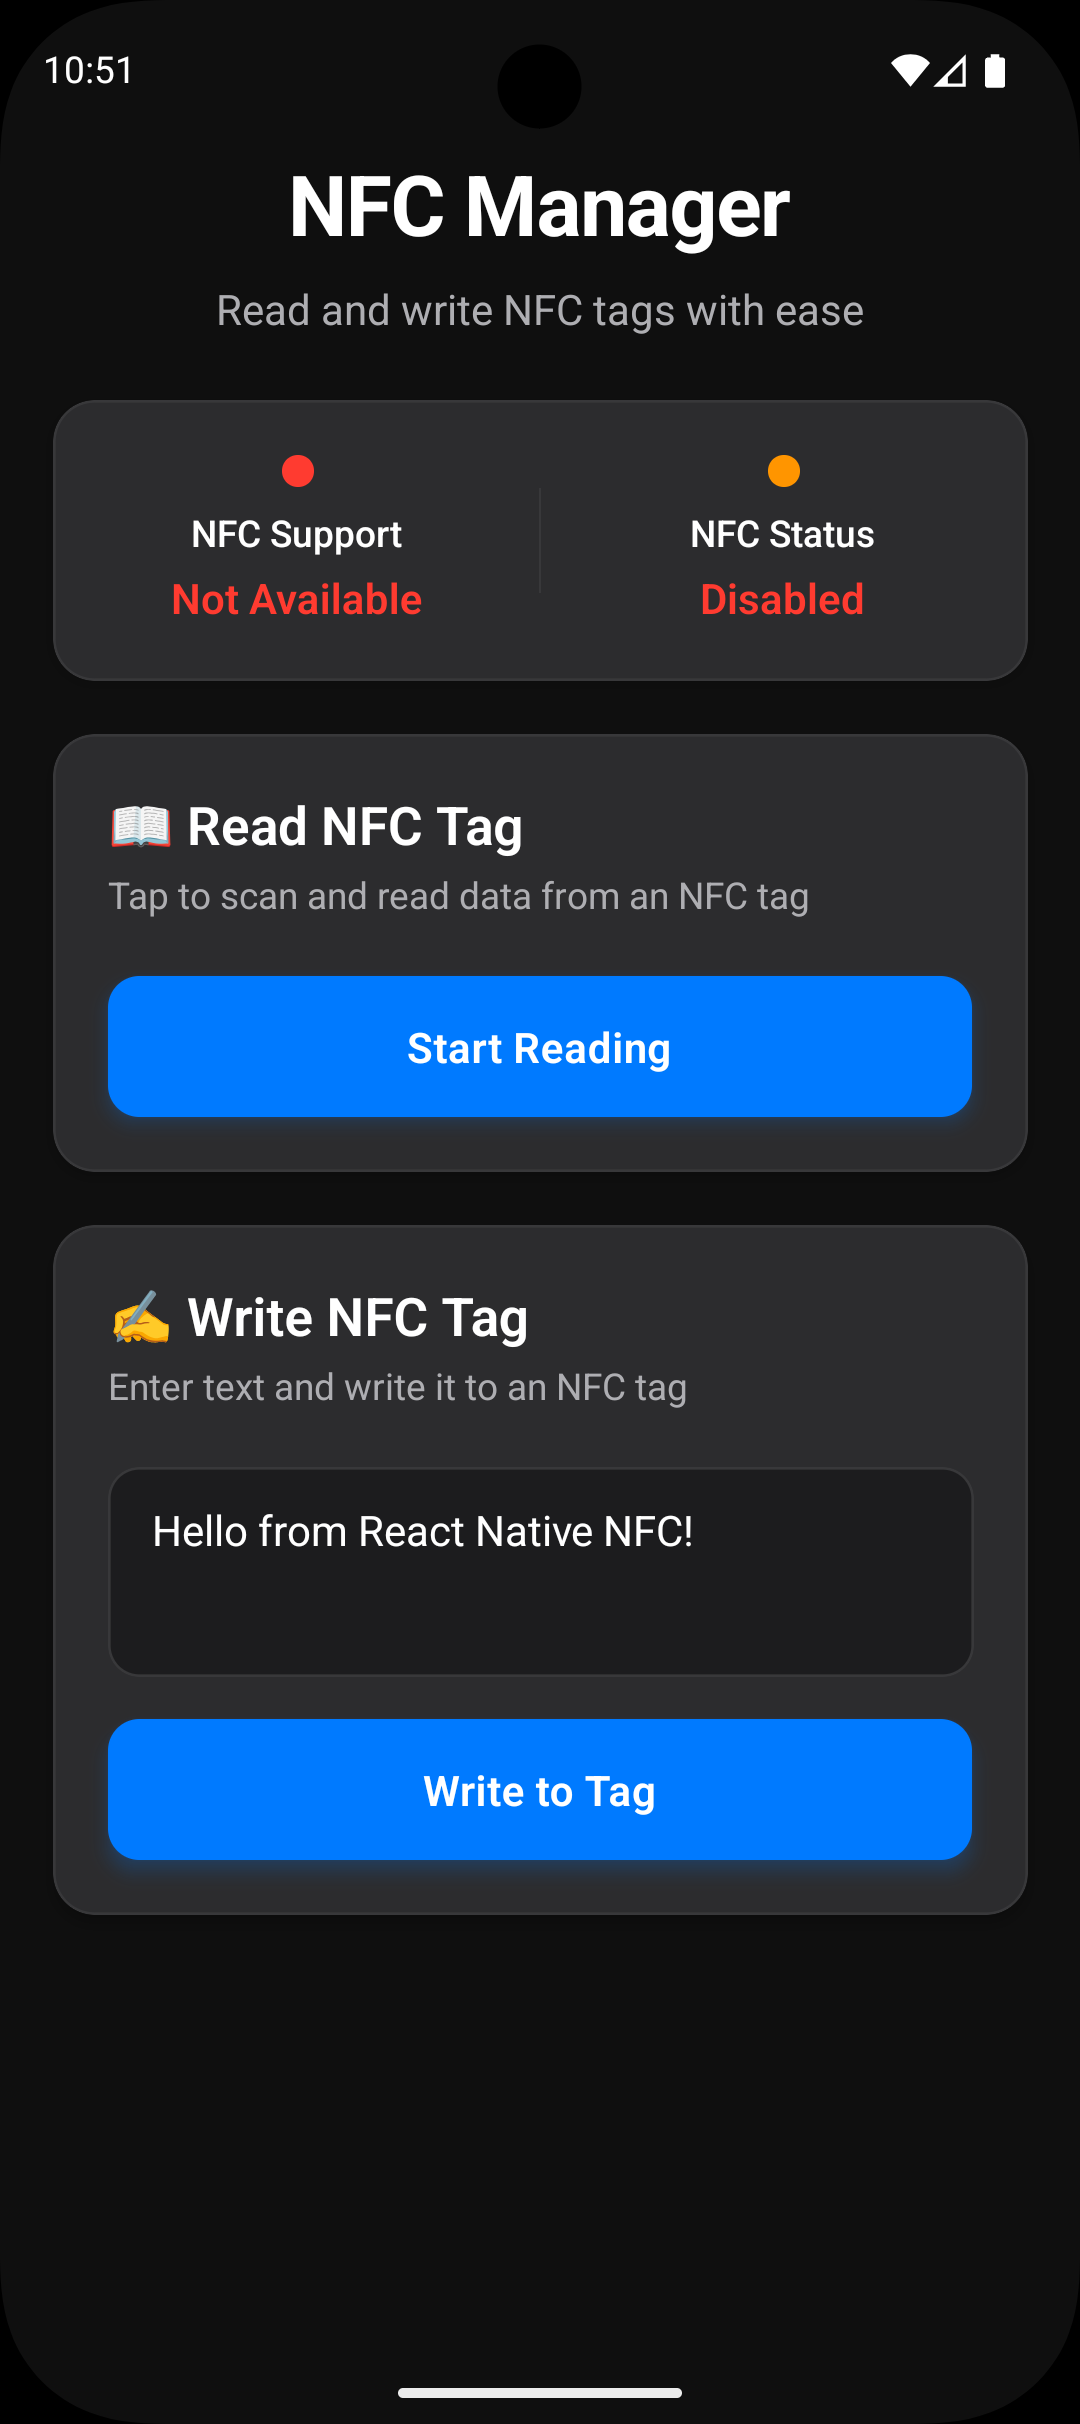 10:51
NFC Manager
Read and write NFC tags with ease
NFC Support
Not Available
NFC Status
Disabled
📖 Read NFC Tag
Tap to scan and read data from an NFC tag
Start Reading
✍️ Write NFC Tag
Enter text and write it to an NFC tag
Hello from React Native NFC!
Write to Tag